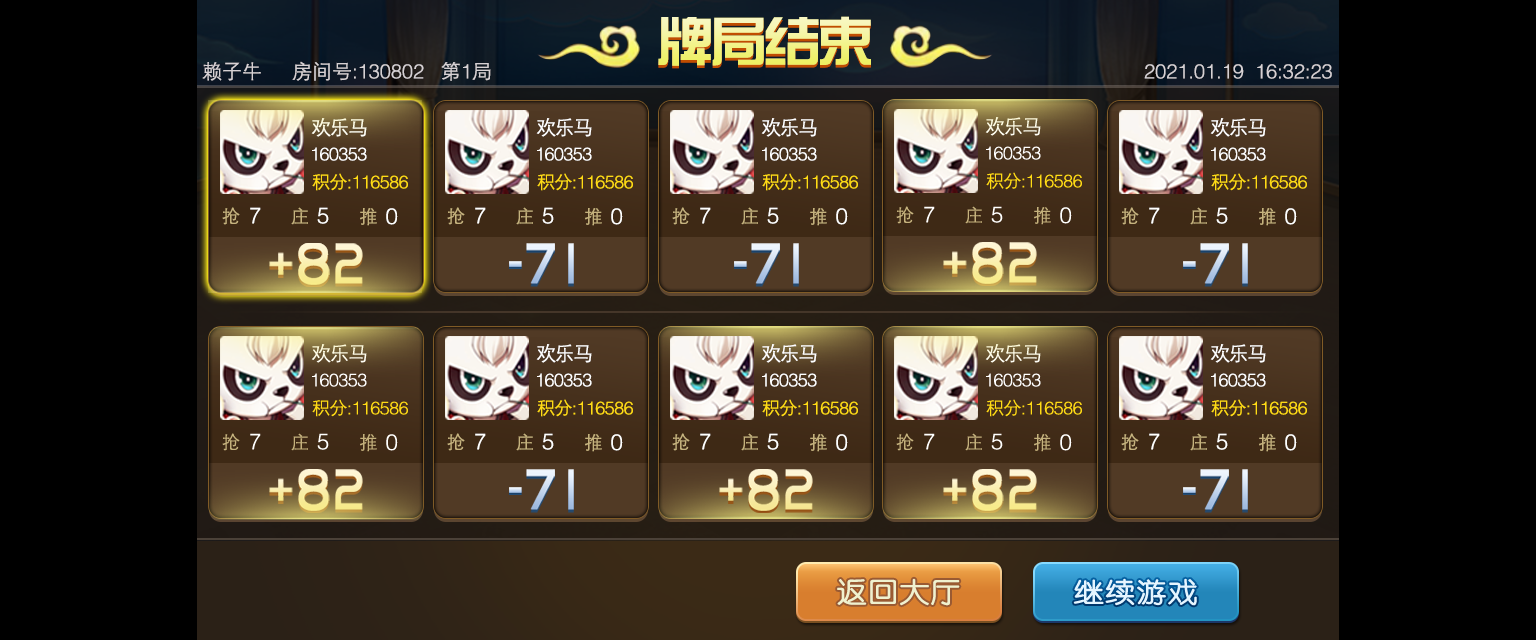 牌局结束
赖子牛 房间号:130802 第1局 2021.01.19 16:32:23
欢乐马 欢乐马 欢乐马 欢乐马 欢乐马
160353 160353 160353 160353 160353
积分:116586 积分:116586 积分:116586 积分:116586 积分:116586
抢 7 庄 5 推 0 抢 7 庄 5 推 0 抢 7 庄 5 推 0 抢 7 庄 5 推 0 抢 7 庄 5 推 0
+82 -71 -71 +82 -71
欢乐马 欢乐马 欢乐马 欢乐马 欢乐马
160353 160353 160353 160353 160353
积分:116586 积分:116586 积分:116586 积分:116586 积分:116586
抢 7 庄 5 推 0 抢 7 庄 5 推 0 抢 7 庄 5 推 0 抢 7 庄 5 推 0 抢 7 庄 5 推 0
+82 -71 +82 +82 -71
返回大厅 继续游戏